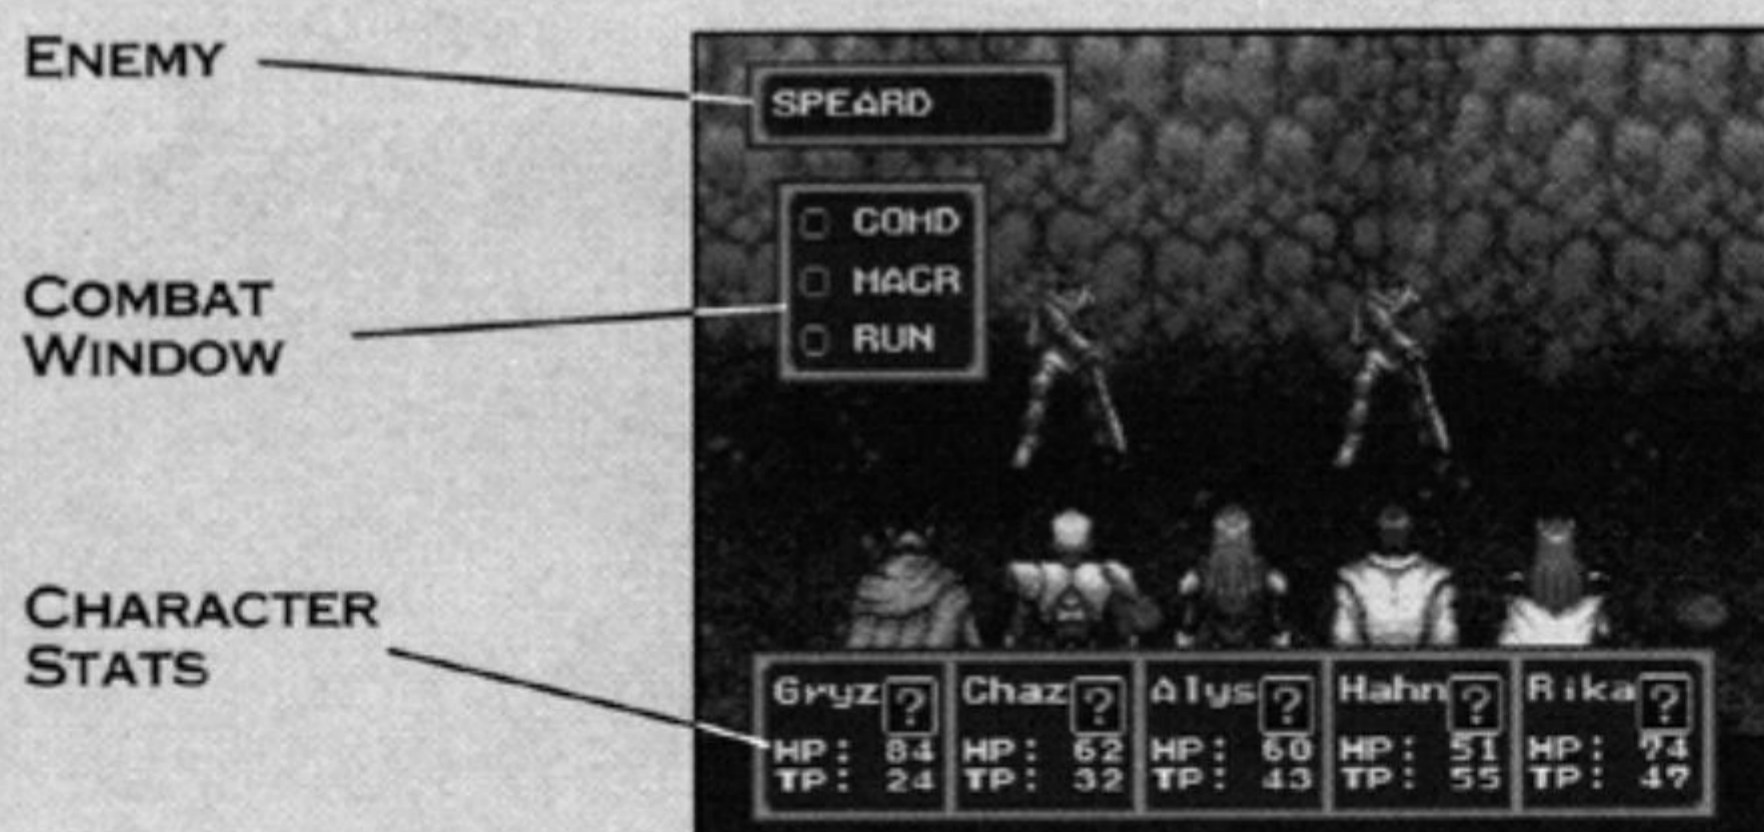 ENEMY
SPEARD
COMD
MACR
RUN
COMBAT
WINDOW
CHARACTER
STATS
Gryz ? Chaz ? Alys ? Hahn ? Rika ?
HP: 84 HP: 62 HP: 60 HP: 51 HP: 74
TP: 24 TP: 32 TP: 43 TP: 55 TP: 47